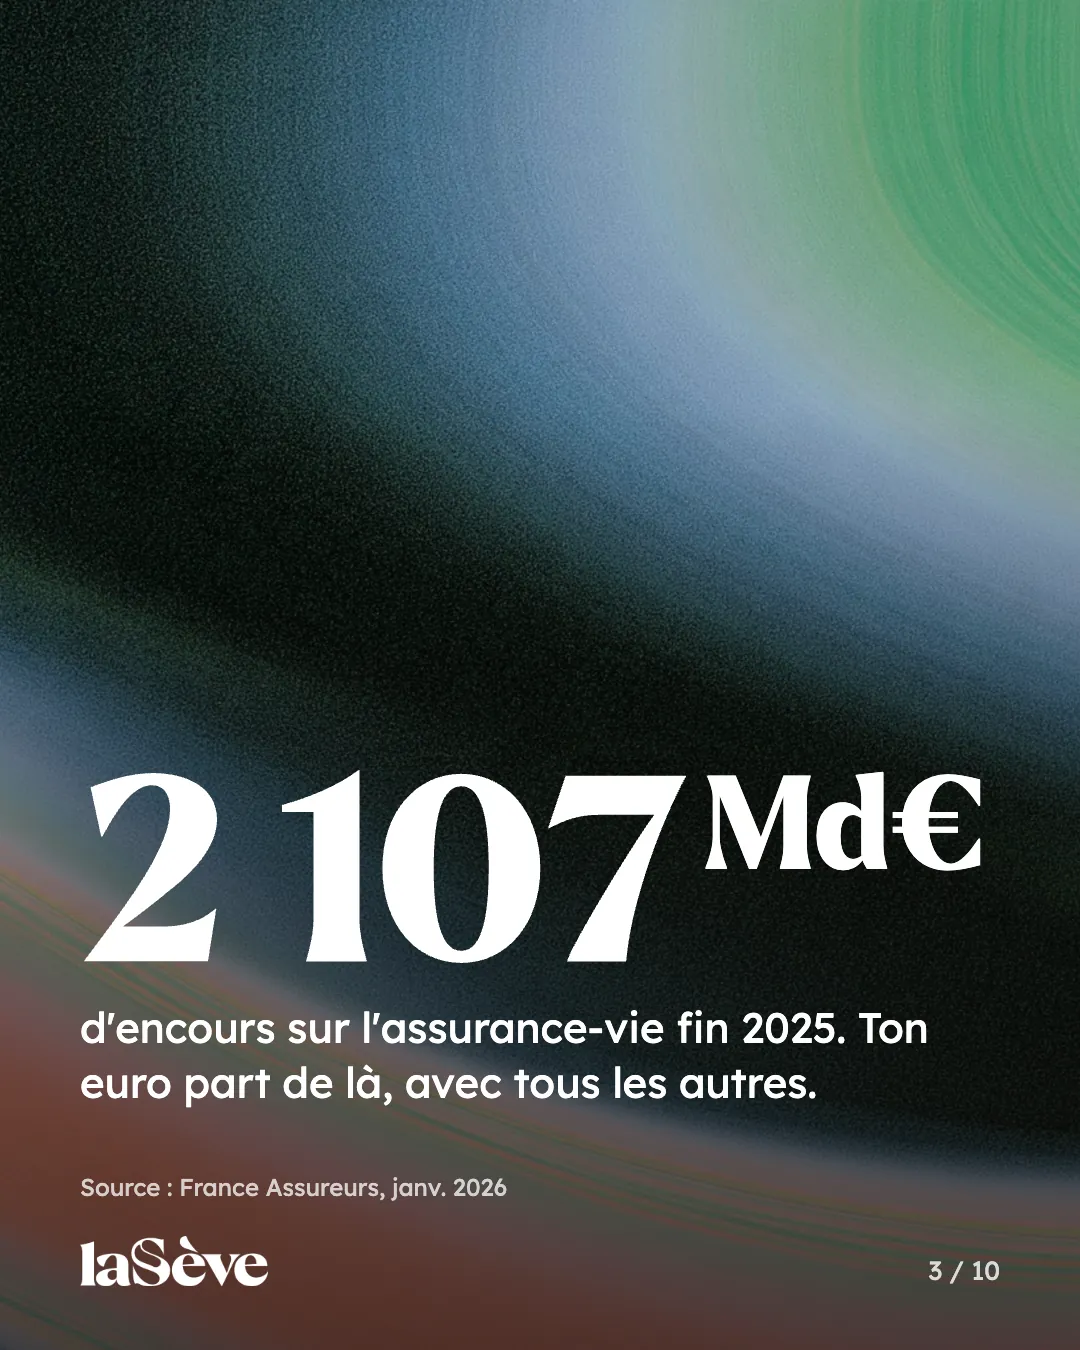 2 107 Md€
d'encours sur l'assurance-vie fin 2025. Ton
euro part de là, avec tous les autres.
Source : France Assureurs, janv. 2026
laSève
3 / 10